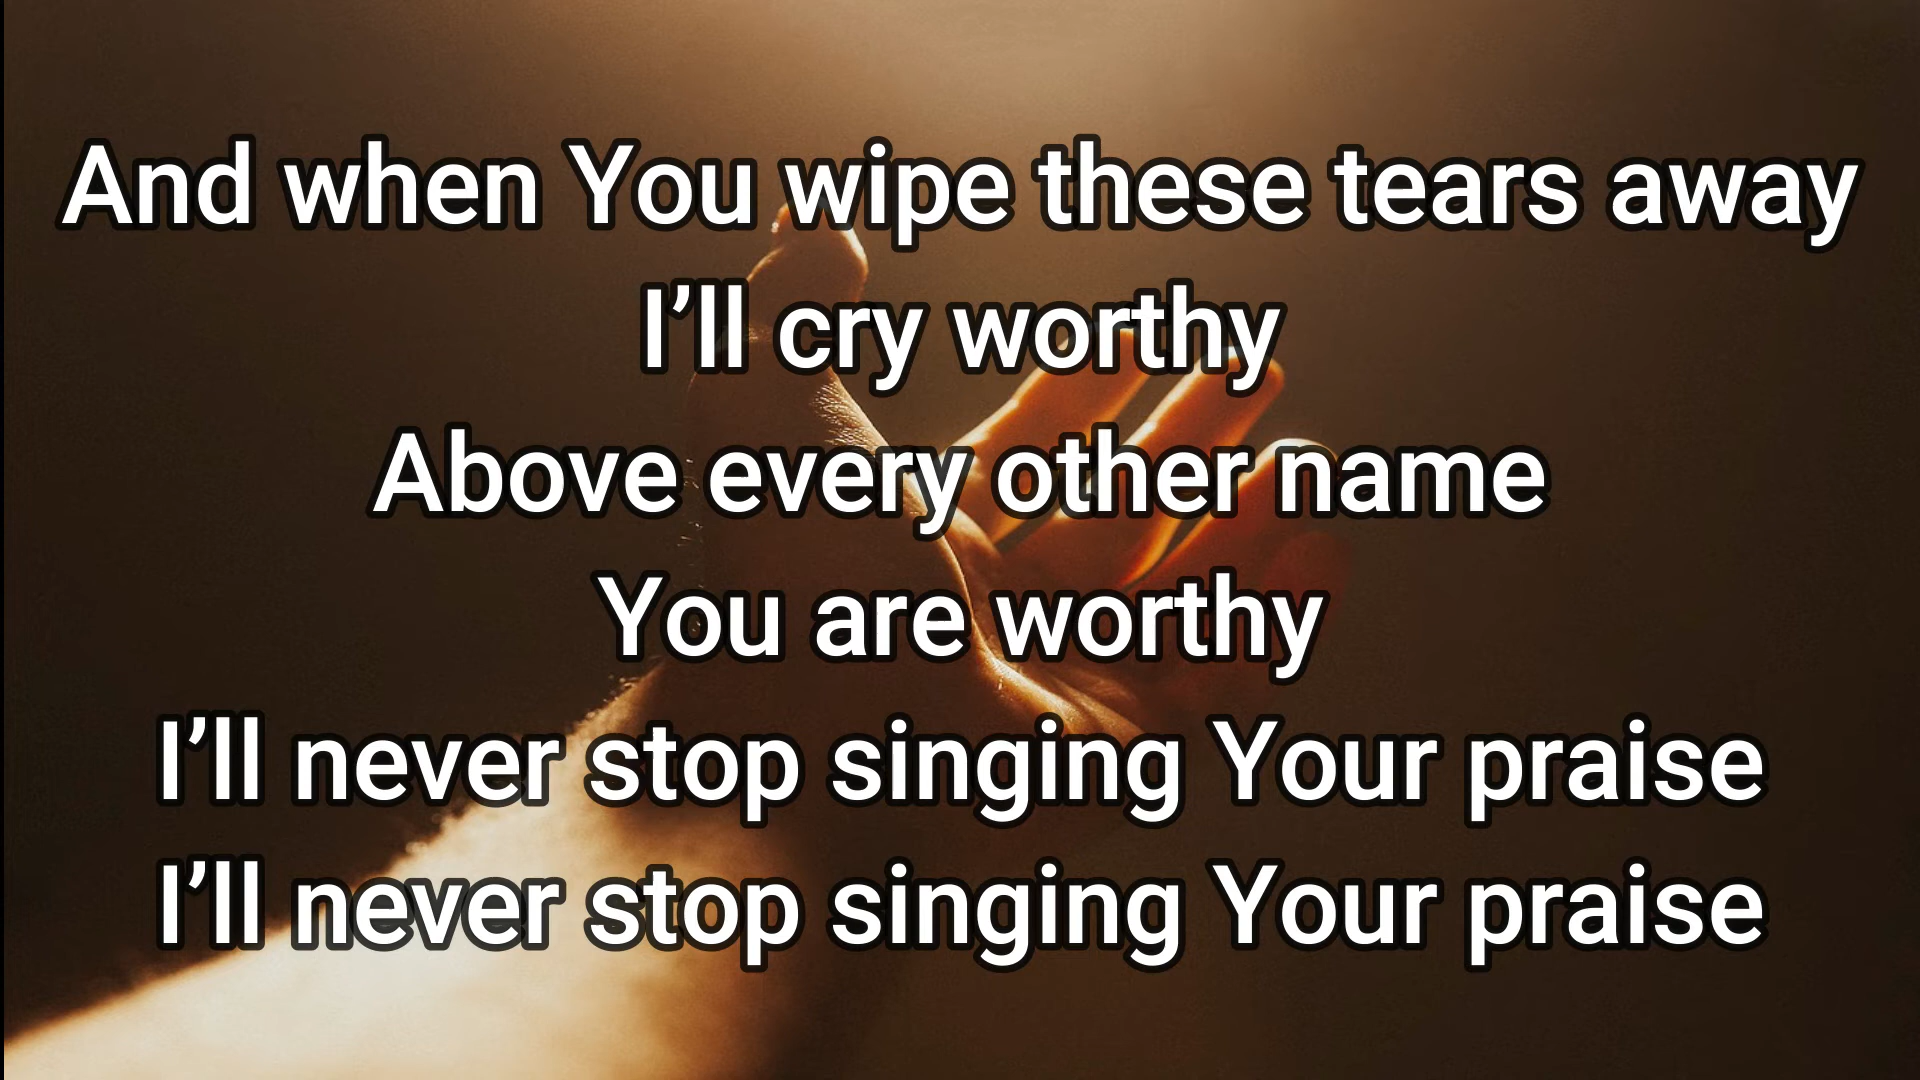 And when You wipe these tears away
I’ll cry worthy
Above every other name
You are worthy
I’ll never stop singing Your praise
I’ll never stop singing Your praise